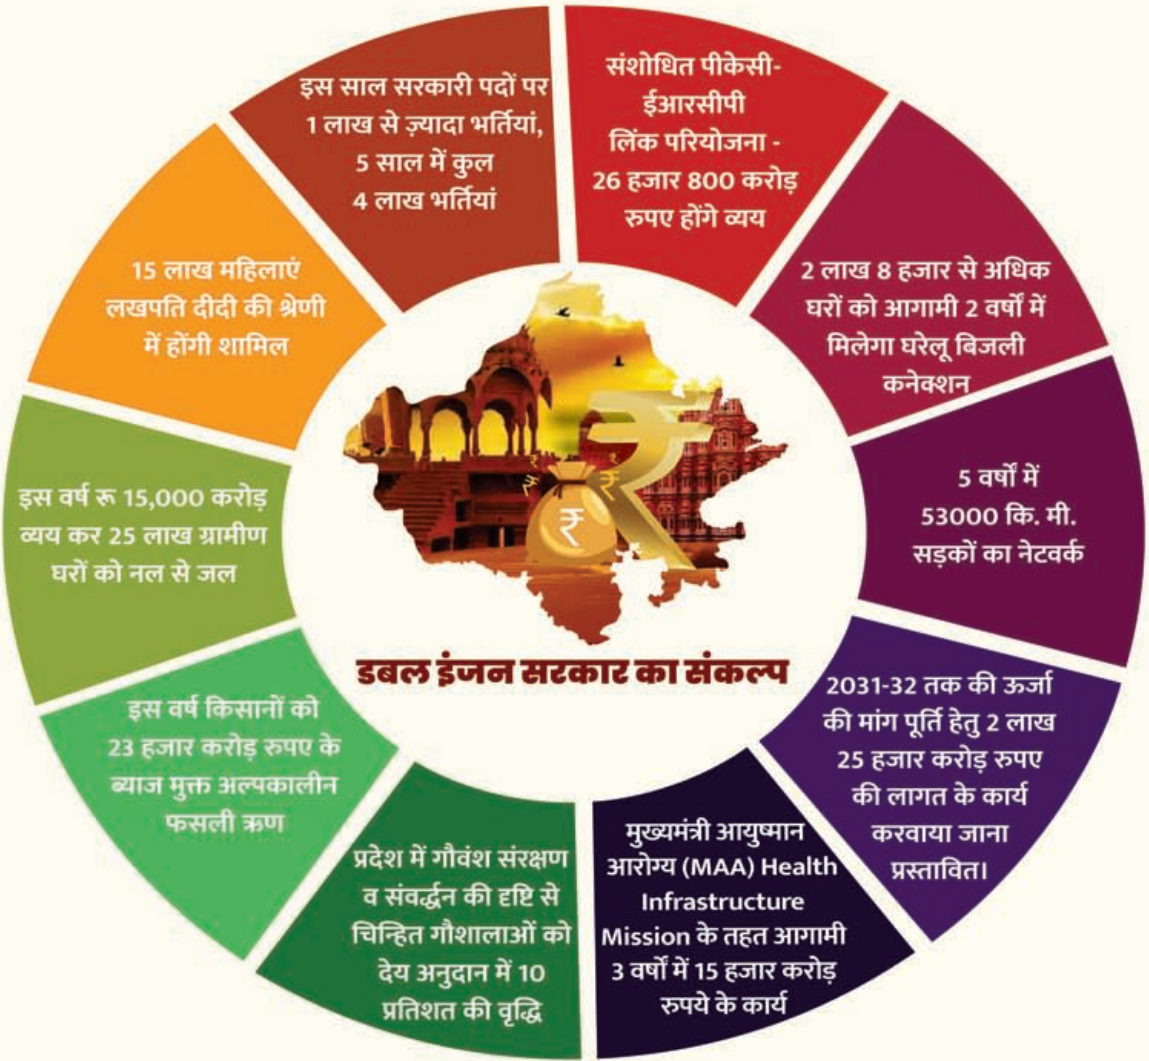 संशोधित पीकेसी-
ईआरसीपी
लिंक परियोजना -
26 हजार 800 करोड़
रुपए होंगे व्यय
2 लाख 8 हजार से अधिक
घरों को आगामी 2 वर्षों में
मिलेगा घरेलू बिजली
कनेक्शन
5 वर्षों में
53000 कि. मी.
सड़कों का नेटवर्क
2031-32 तक की ऊर्जा
की मांग पूर्ति हेतु 2 लाख
25 हजार करोड़ रुपए
की लागत के कार्य
करवाया जाना
प्रस्तावित।
मुख्यमंत्री आयुष्मान
आरोग्य (MAA) Health
Infrastructure
Mission के तहत आगामी
3 वर्षों में 15 हजार करोड़
रुपये के कार्य
प्रदेश में गौवंश संरक्षण
व संवर्द्धन की दृष्टि से
चिन्हित गौशालाओं को
देय अनुदान में 10
प्रतिशत की वृद्धि
इस वर्ष किसानों को
23 हजार करोड़ रुपए के
ब्याज मुक्त अल्पकालीन
फसली ऋण
इस वर्ष रू 15,000 करोड़
व्यय कर 25 लाख ग्रामीण
घरों को नल से जल
15 लाख महिलाएं
लखपति दीदी की श्रेणी
में होंगी शामिल
इस साल सरकारी पदों पर
1 लाख से ज़्यादा भर्तियां,
5 साल में कुल
4 लाख भर्तियां
डबल इंजन सरकार का संकल्प